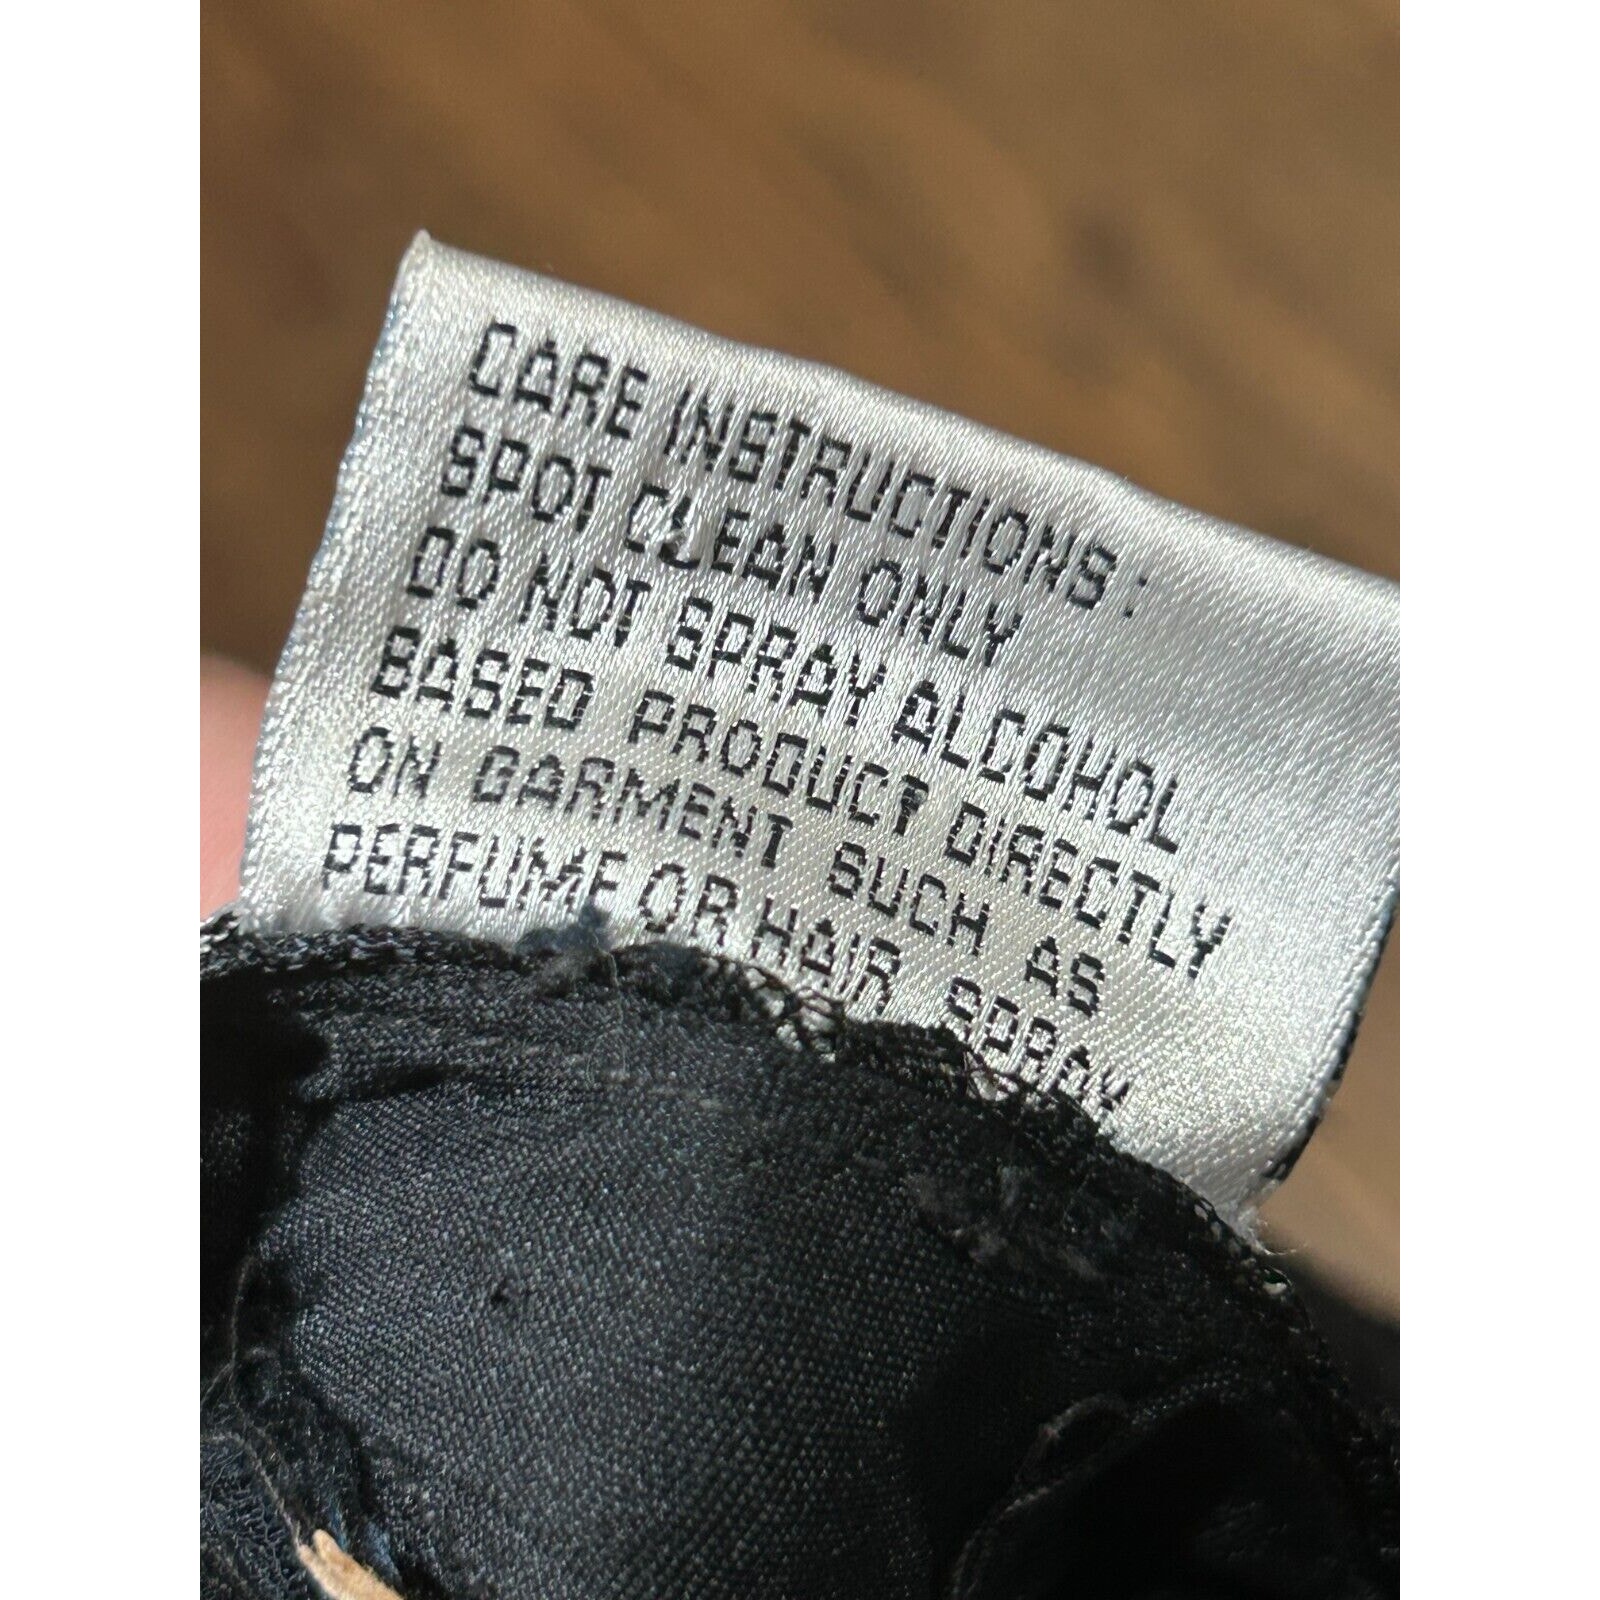 CARE INSTRUCTIONS:
SPOT CLEAN ONLY
DO NOT SPRAY ALCOHOL
BASED PRODUCT DIRECTLY
ON GARMENT SUCH AS
PERFUME OR HAIR SPRAY